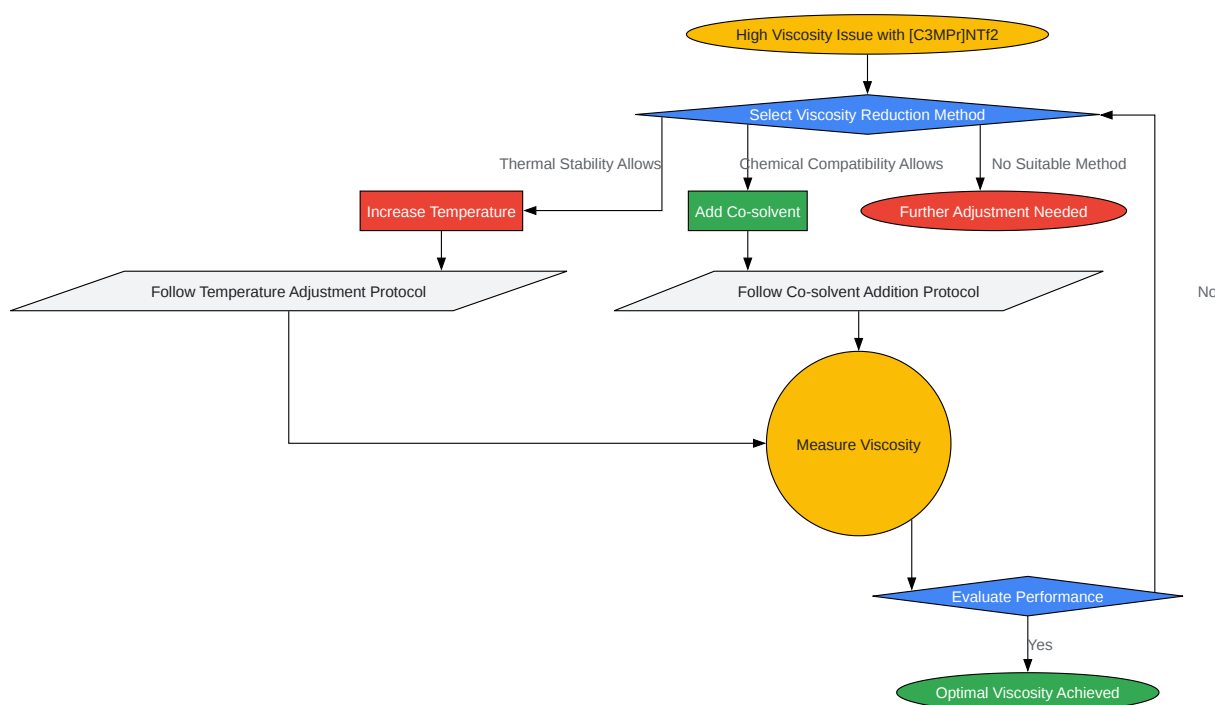 High Viscosity Issue with [C3MPr]NTf2
Select Viscosity Reduction Method
Thermal Stability Allows
Chemical Compatibility Allows
No Suitable Method
Increase Temperature
Add Co-solvent
Further Adjustment Needed
Follow Temperature Adjustment Protocol
Follow Co-solvent Addition Protocol
No
Measure Viscosity
Evaluate Performance
Yes
Optimal Viscosity Achieved